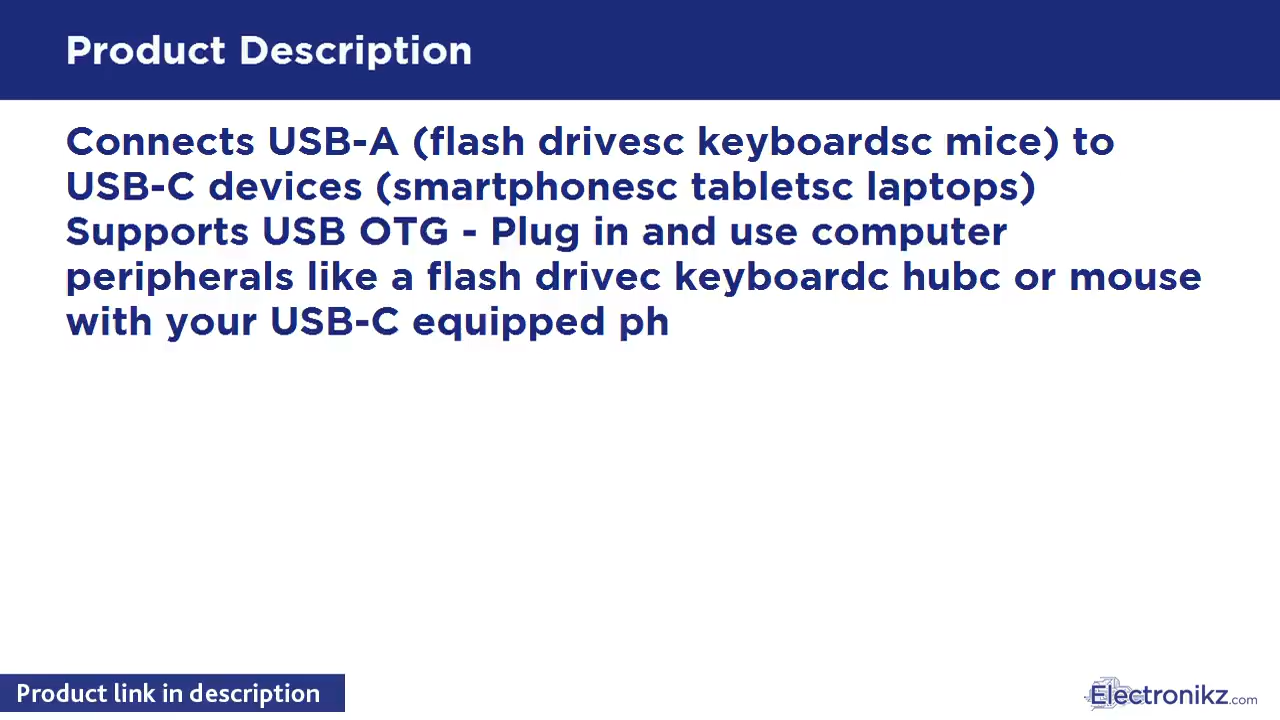 Product Description
Connects USB-A (flash drivesc keyboardsc mice) to
USB-C devices (smartphonesc tabletsc laptops)
Supports USB OTG - Plug in and use computer
peripherals like a flash drivec keyboardc hubc or mouse
with your USB-C equipped ph
Product link in description
Electronikz.com